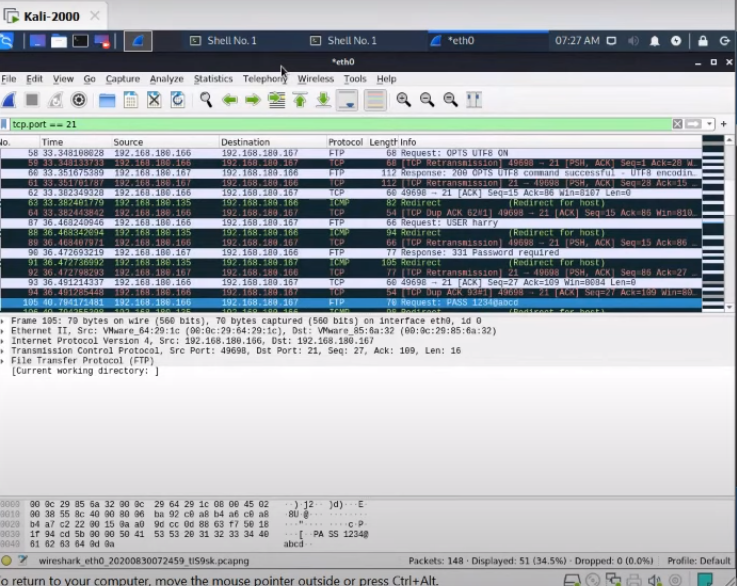 Kali-2000
Shell No. 1
Shell No. 1
*eth0
07:27 AM
*eth0
File Edit View Go Capture Analyze Statistics Telephony Wireless Tools Help
tcp.port == 21
No. Time Source Destination Protocol Length Info
58 33.348108028 192.168.180.166 192.168.180.167 FTP 68 Request: OPTS UTF8 ON
59 33.348133733 192.168.180.166 192.168.180.167 TCP 68 [TCP Retransmission] 49698 → 21 [PSH, ACK] Seq=1 Ack=28 W…
60 33.351675389 192.168.180.167 192.168.180.166 FTP 112 Response: 200 OPTS UTF8 command successful - UTF8 encodin…
61 33.351701787 192.168.180.167 192.168.180.166 TCP 112 [TCP Retransmission] 21 → 49698 [PSH, ACK] Seq=28 Ack=15 …
62 33.382349328 192.168.180.166 192.168.180.167 TCP 60 49698 → 21 [ACK] Seq=15 Ack=86 Win=8107 Len=0
63 33.382401779 192.168.180.135 192.168.180.166 ICMP 82 Redirect (Redirect for host)
64 33.382443842 192.168.180.166 192.168.180.167 TCP 54 [TCP Dup ACK 62#1] 49698 → 21 [ACK] Seq=15 Ack=86 Win=810…
87 36.468240946 192.168.180.166 192.168.180.167 FTP 66 Request: USER harry
88 36.468342694 192.168.180.135 192.168.180.166 ICMP 94 Redirect (Redirect for host)
89 36.468407971 192.168.180.166 192.168.180.167 TCP 66 [TCP Retransmission] 49698 → 21 [PSH, ACK] Seq=15 Ack=86 …
90 36.472693219 192.168.180.167 192.168.180.166 FTP 77 Response: 331 Password required
91 36.472736992 192.168.180.135 192.168.180.167 ICMP 105 Redirect (Redirect for host)
92 36.472798293 192.168.180.167 192.168.180.166 TCP 77 [TCP Retransmission] 21 → 49698 [PSH, ACK] Seq=86 Ack=27 …
93 36.491214337 192.168.180.166 192.168.180.167 TCP 60 49698 → 21 [ACK] Seq=27 Ack=109 Win=8084 Len=0
94 36.491285448 192.168.180.166 192.168.180.167 TCP 54 [TCP Dup ACK 93#1] 49698 → 21 [ACK] Seq=27 Ack=109 Win=80…
105 40.794171481 192.168.180.166 192.168.180.167 FTP 70 Request: PASS 1234@abcd
Frame 105: 70 bytes on wire (560 bits), 70 bytes captured (560 bits) on interface eth0, id 0
Ethernet II, Src: VMware_64:29:1c (00:0c:29:64:29:1c), Dst: VMware_85:6a:32 (00:0c:29:85:6a:32)
Internet Protocol Version 4, Src: 192.168.180.166, Dst: 192.168.180.167
Transmission Control Protocol, Src Port: 49698, Dst Port: 21, Seq: 27, Ack: 109, Len: 16
File Transfer Protocol (FTP)
[Current working directory: ]
0000 00 0c 29 85 6a 32 00 0c 29 64 29 1c 08 00 45 02 ··)·j2·· )d)···E·
0010 00 38 55 8c 40 00 80 06 ba 92 c0 a8 b4 a6 c0 a8 ·8U·@··· ········
0020 b4 a7 c2 22 00 15 0a a0 9d cc 0d 88 63 f7 50 18 ···"···· ····c·P·
0030 1f 94 cd 5b 00 00 50 41 53 53 20 31 32 33 34 40 ···[··PA SS 1234@
0040 61 62 63 64 0d 0a abcd··
wireshark_eth0_20200830072459_tIS9sk.pcapng
Packets: 148 · Displayed: 51 (34.5%) · Dropped: 0 (0.0%)
Profile: Default
To return to your computer, move the mouse pointer outside or press Ctrl+Alt.